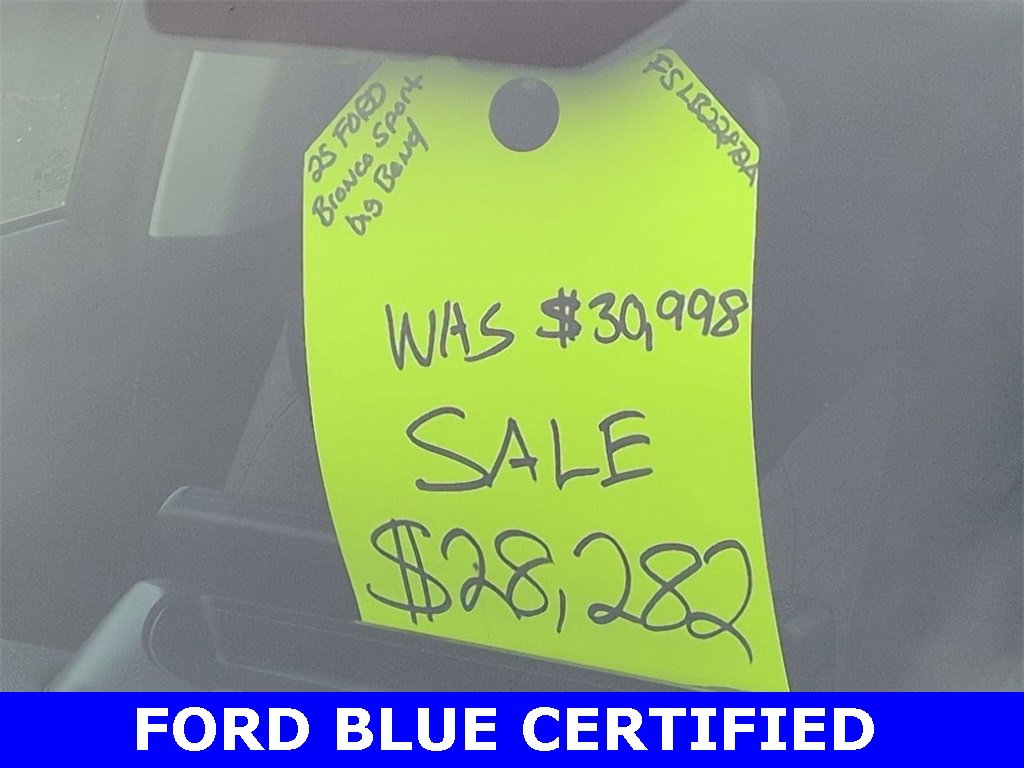 25 FORD
Bronco Sport
big Bend
WAS $30,998
SALE
$28,282
FORD BLUE CERTIFIED